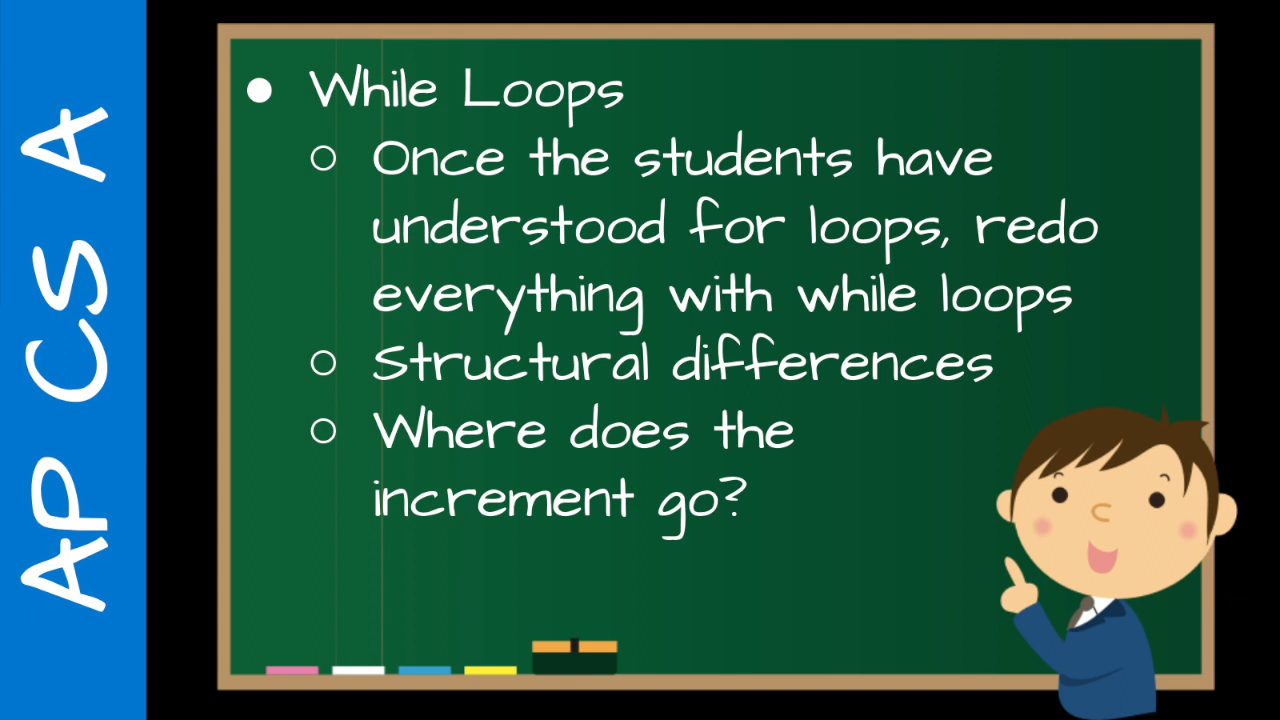 AP CS A
● While Loops
○ Once the students have
understood for loops, redo
everything with while loops
○ Structural differences
○ Where does the
increment go?